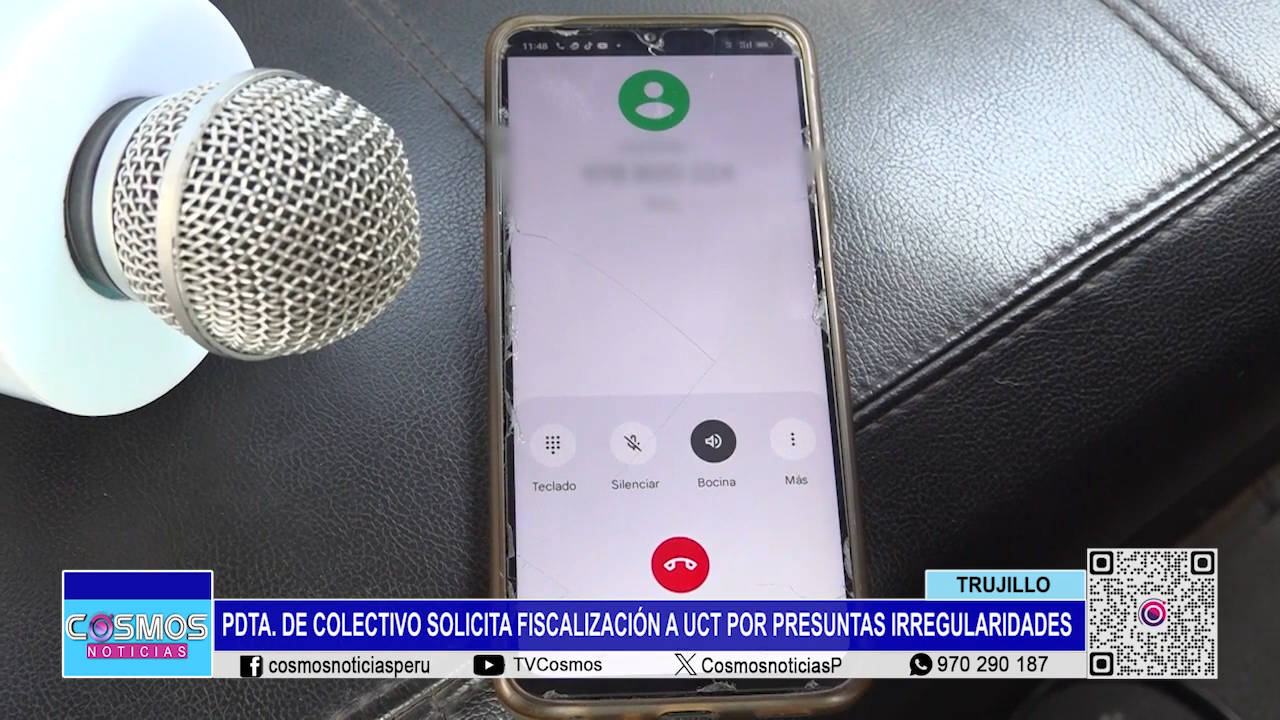 11:48
Teclado
Silenciar
Bocina
Más
TRUJILLO
COSMOS
NOTICIAS
PDTA. DE COLECTIVO SOLICITA FISCALIZACIÓN A UCT POR PRESUNTAS IRREGULARIDADES
cosmosnoticiasperu
TVCosmos
CosmosnoticiasP
970 290 187